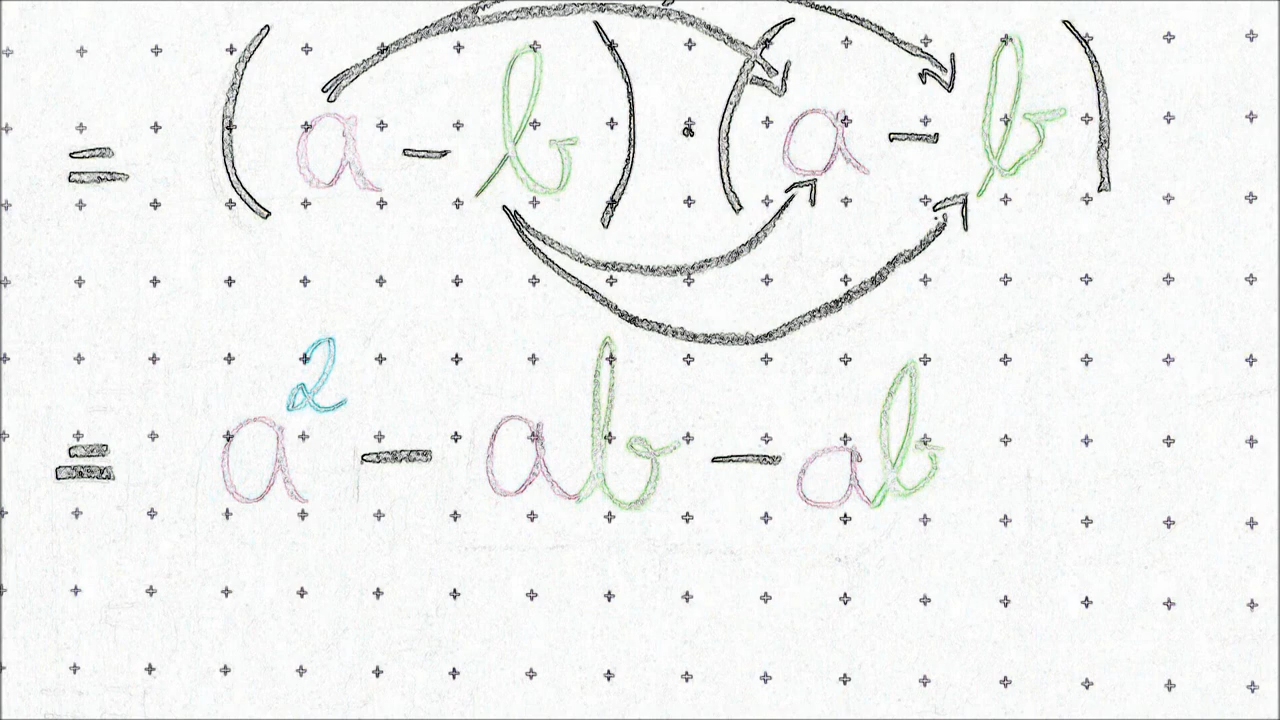 = (a - b) · (a - b)
= a² - ab - ab